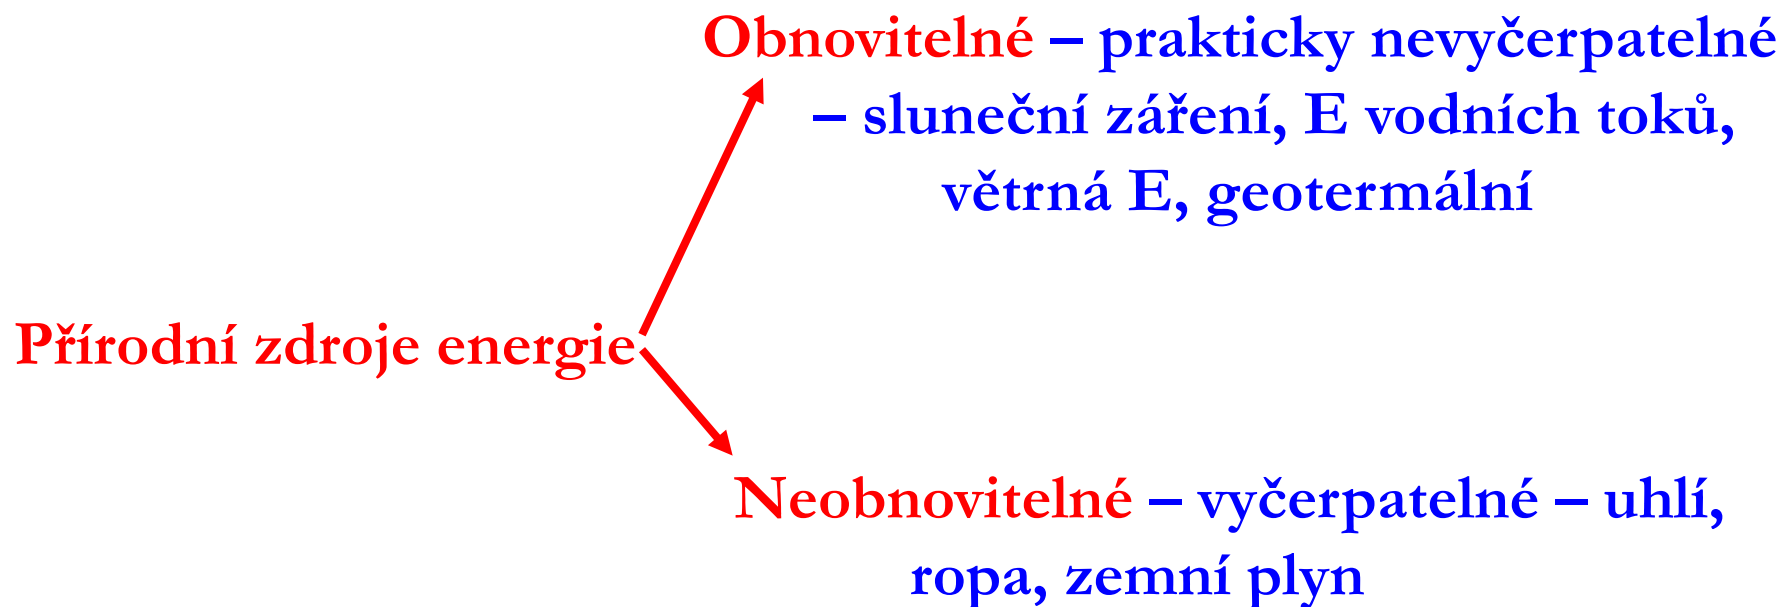 Obnovitelné – prakticky nevyčerpatelné
– sluneční záření, E vodních toků,
větrná E, geotermální
Přírodní zdroje energie
Neobnovitelné – vyčerpatelné – uhlí,
ropa, zemní plyn